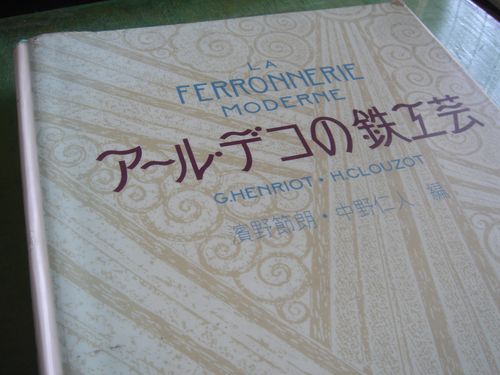 LA
FERRONNERIE
MODERNE
アール・デコの鉄工芸
G.HENRIOT・H.CLOUZOT
濱野節朗・中野仁人 編